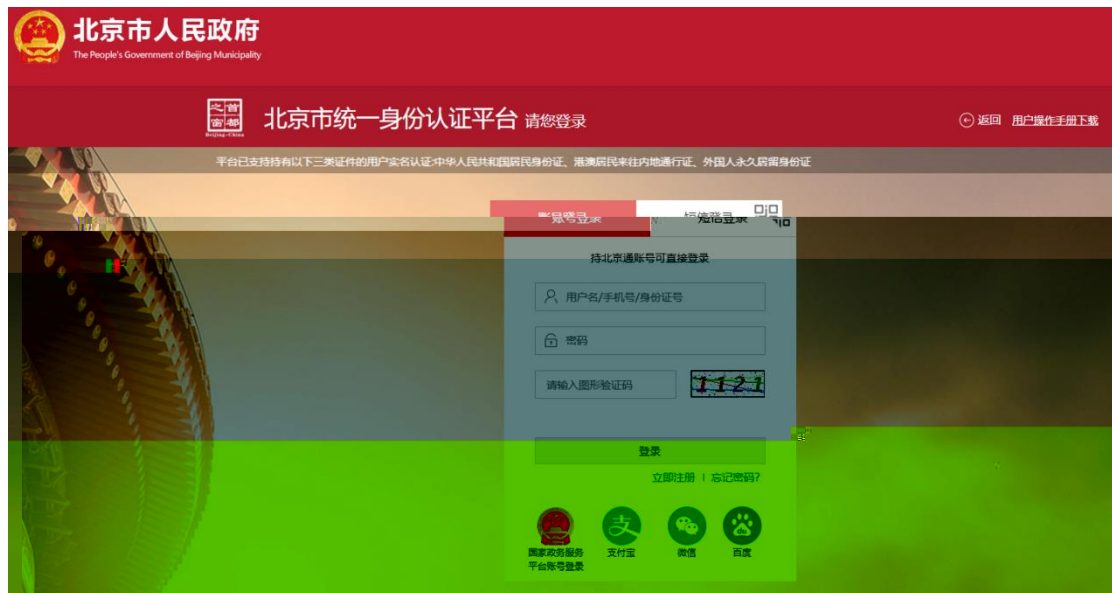 北京市人民政府
The People's Government of Beijing Municipality
之首
窗都
Beijing-China
北京市统一身份认证平台 请您登录
返回 用户操作手册下载
平台已支持持有以下三类证件的用户实名认证:中华人民共和国居民身份证、港澳居民来往内地通行证、外国人永久居留身份证
登录
持北京通账号可直接登录
用户名/手机号/身份证号
密码
请输入图形验证码 1121
登录
立即注册 | 忘记密码?
国家政务服务 支付宝 微信 百度
平台账号登录